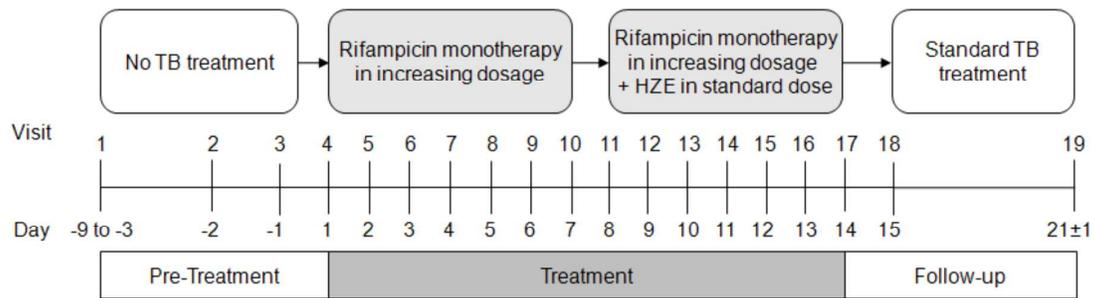 No TB treatment
Rifampicin monotherapy
in increasing dosage
Rifampicin monotherapy
in increasing dosage
+ HZE in standard dose
Standard TB
treatment
Visit
1 2 3 4 5 6 7 8 9 10 11 12 13 14 15 16 17 18 19
Day -9 to -3 -2 -1 1 2 3 4 5 6 7 8 9 10 11 12 13 14 15 21±1
Pre-Treatment Treatment Follow-up